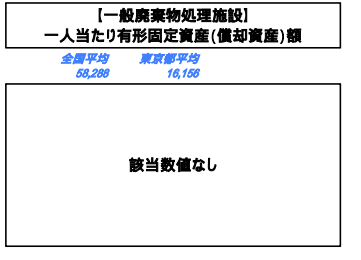 【一般廃棄物処理施設】
一人当たり有形固定資産(償却資産)額
全国平均 東京都平均
58,286 16,156
該当数値なし